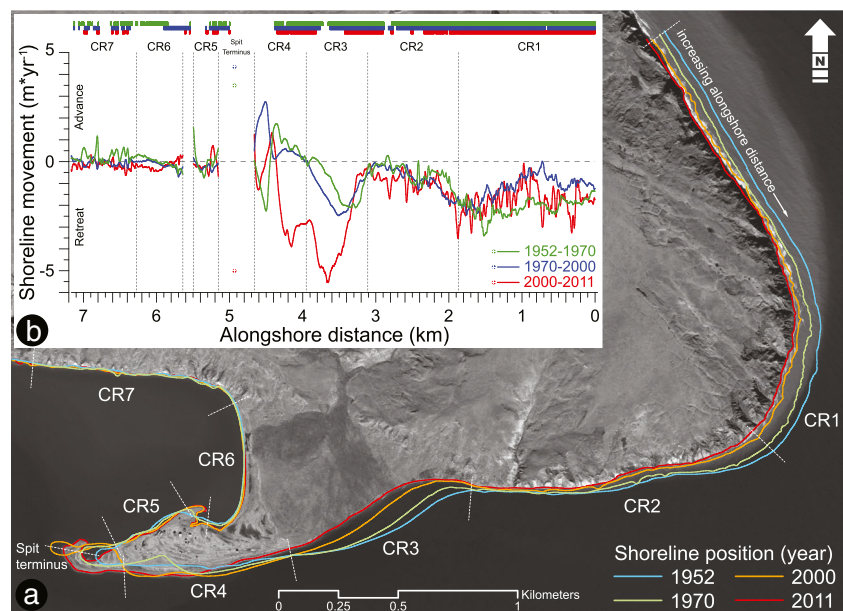 CR7 CR6 CR5 Spit Terminus CR4 CR3 CR2 CR1
Shoreline movement (m*yr⁻¹)
Advance
Retreat
5
0
-5
1952-1970
1970-2000
2000-2011
7 6 5 4 3 2 1 0
Alongshore distance (km)
b
increasing alongshore distance
N
CR7
CR6
CR5
CR1
CR2
CR3
CR4
Spit
terminus
a
Kilometers
0 0.25 0.5 1
Shoreline position (year)
1952 2000
1970 2011